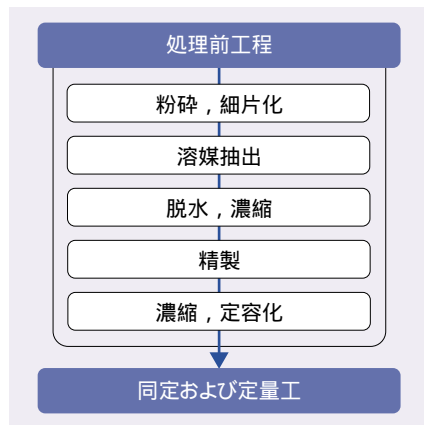 処理前工程
粉砕，細片化
溶媒抽出
脱水，濃縮
精製
濃縮，定容化
同定および定量工